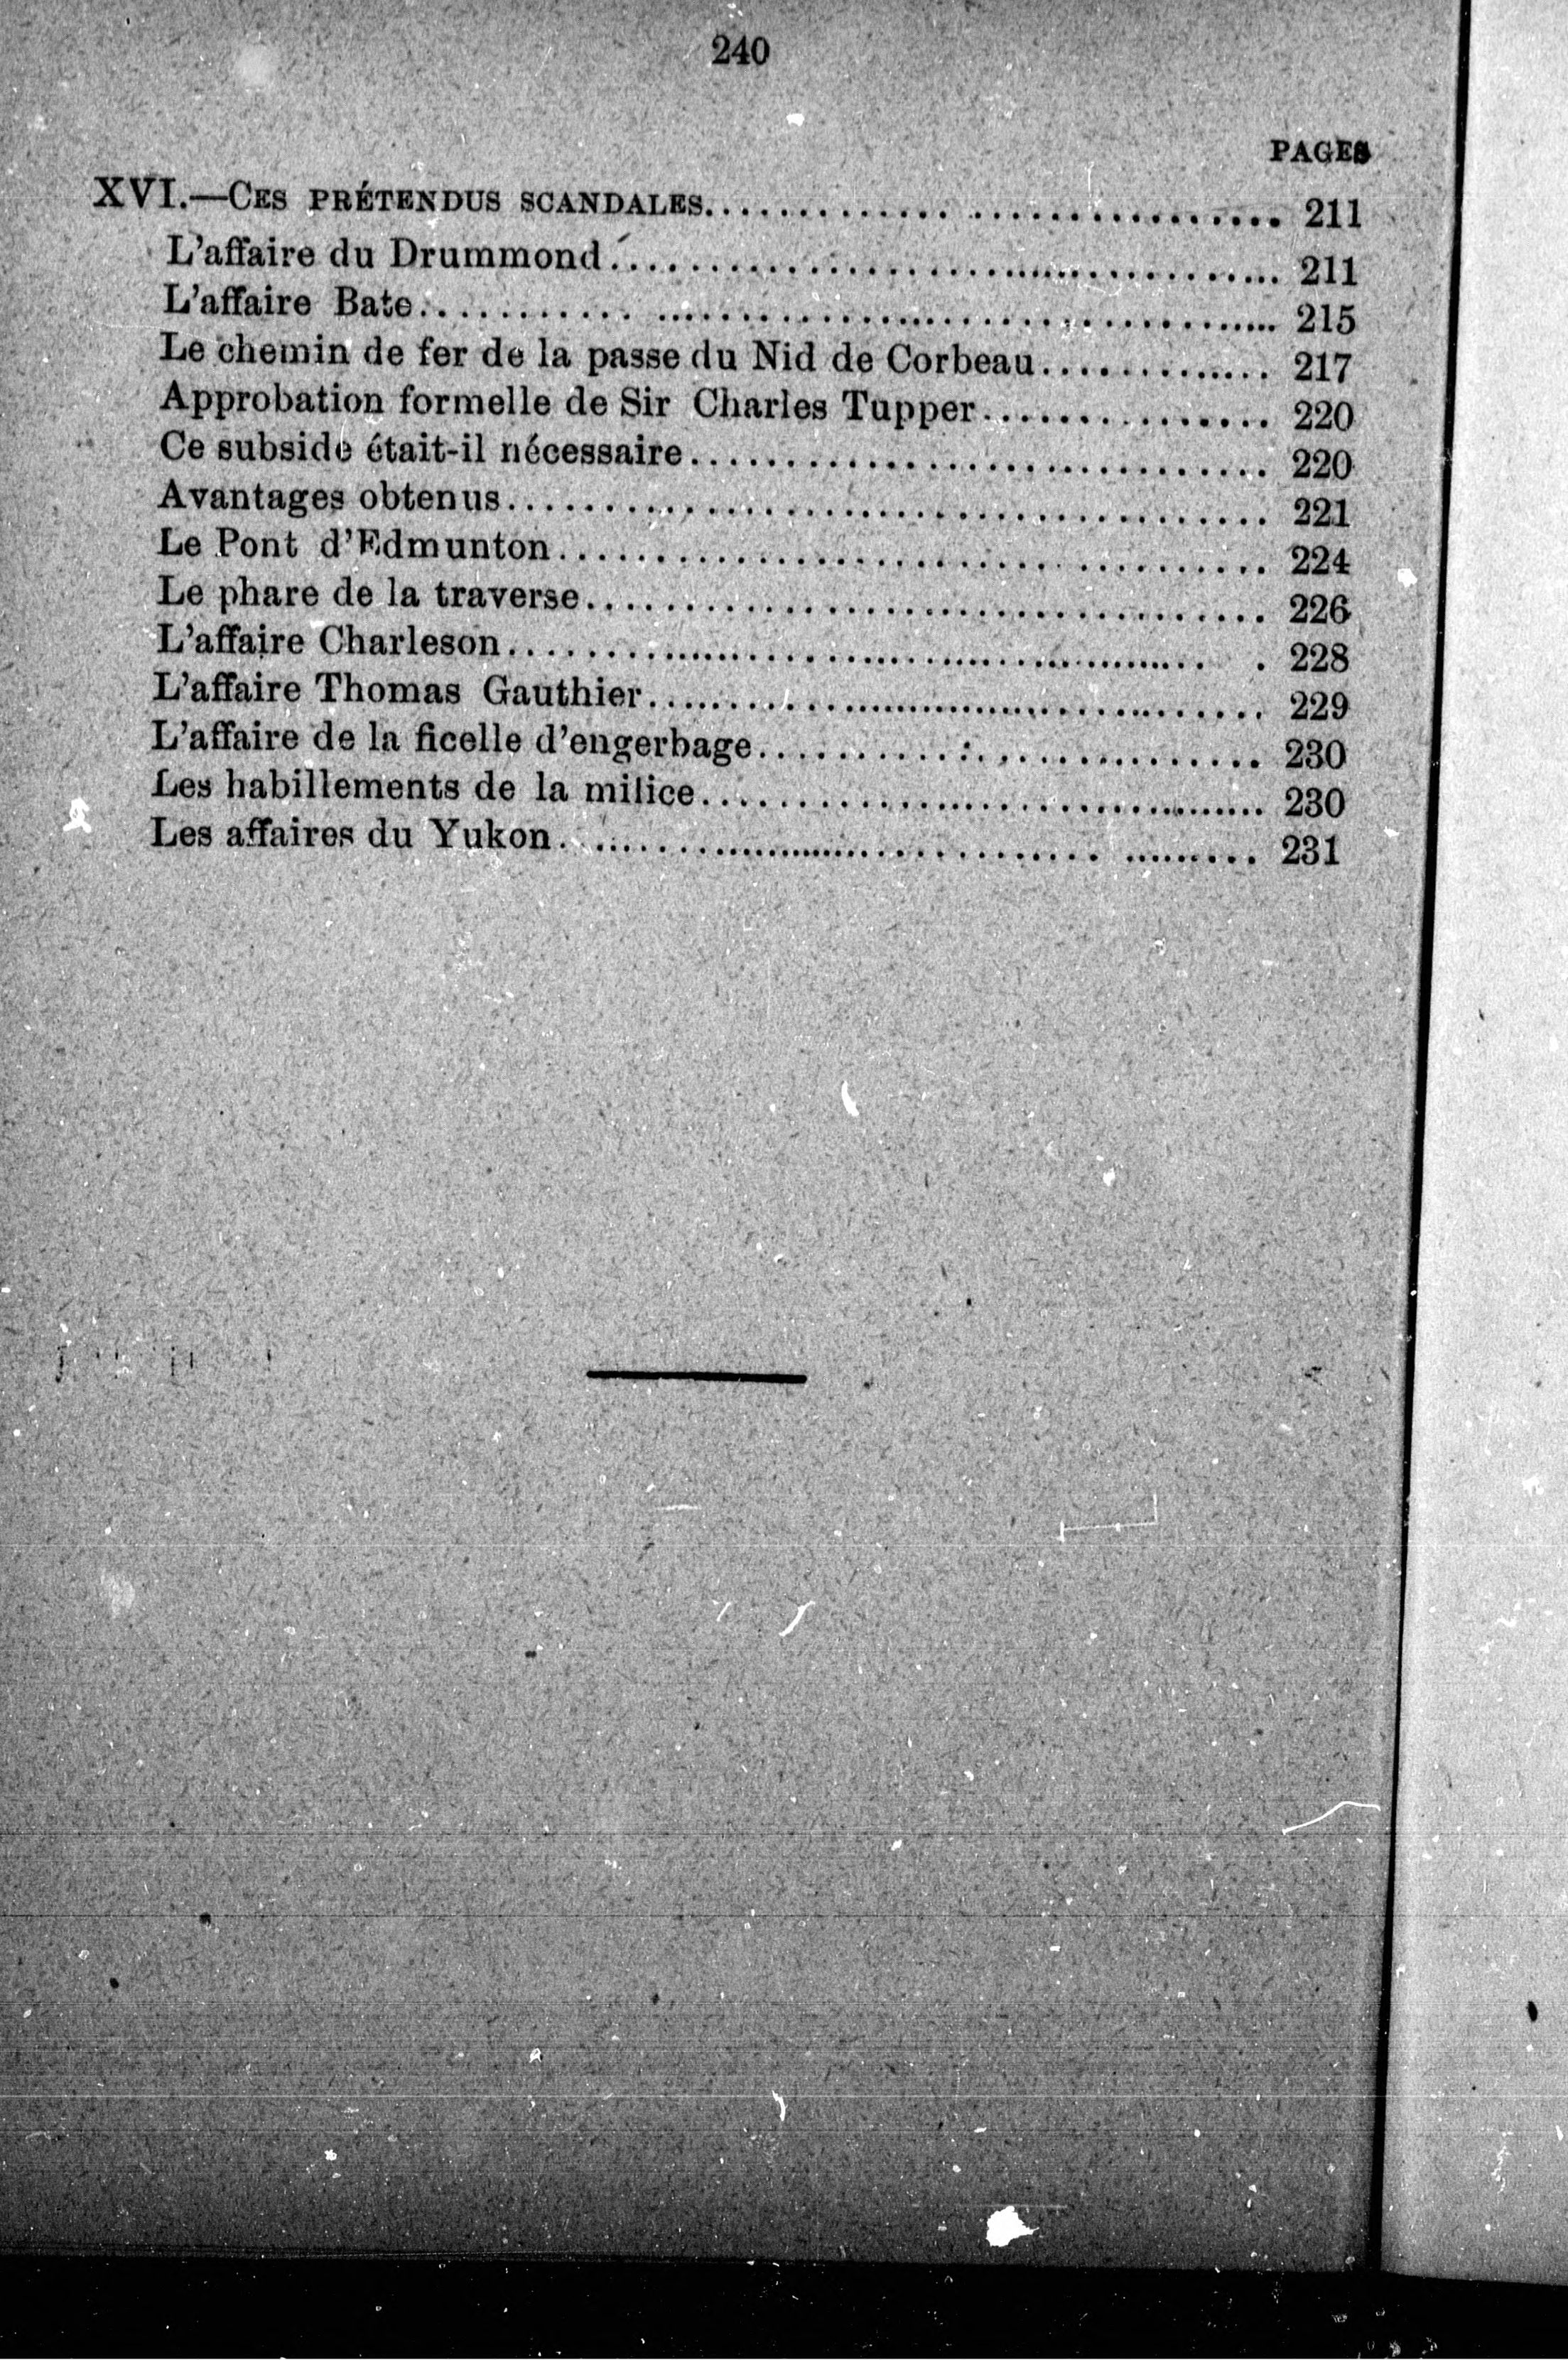 240
PAGES
XVI.—CES PRÉTENDUS SCANDALES.............................. 211
L'affaire du Drummond.............................. 211
L'affaire Bate.............................. 215
Le chemin de fer de la passe du Nid de Corbeau............ 217
Approbation formelle de Sir Charles Tupper............... 220
Ce subside était-il nécessaire.............................. 220
Avantages obtenus.............................. 221
Le Pont d'Edmunton.............................. 224
Le phare de la traverse.............................. 226
L'affaire Charleson.............................. 228
L'affaire Thomas Gauthier.............................. 229
L'affaire de la ficelle d'engerbage.............................. 230
Les habillements de la milice.............................. 230
Les affaires du Yukon.............................. 231